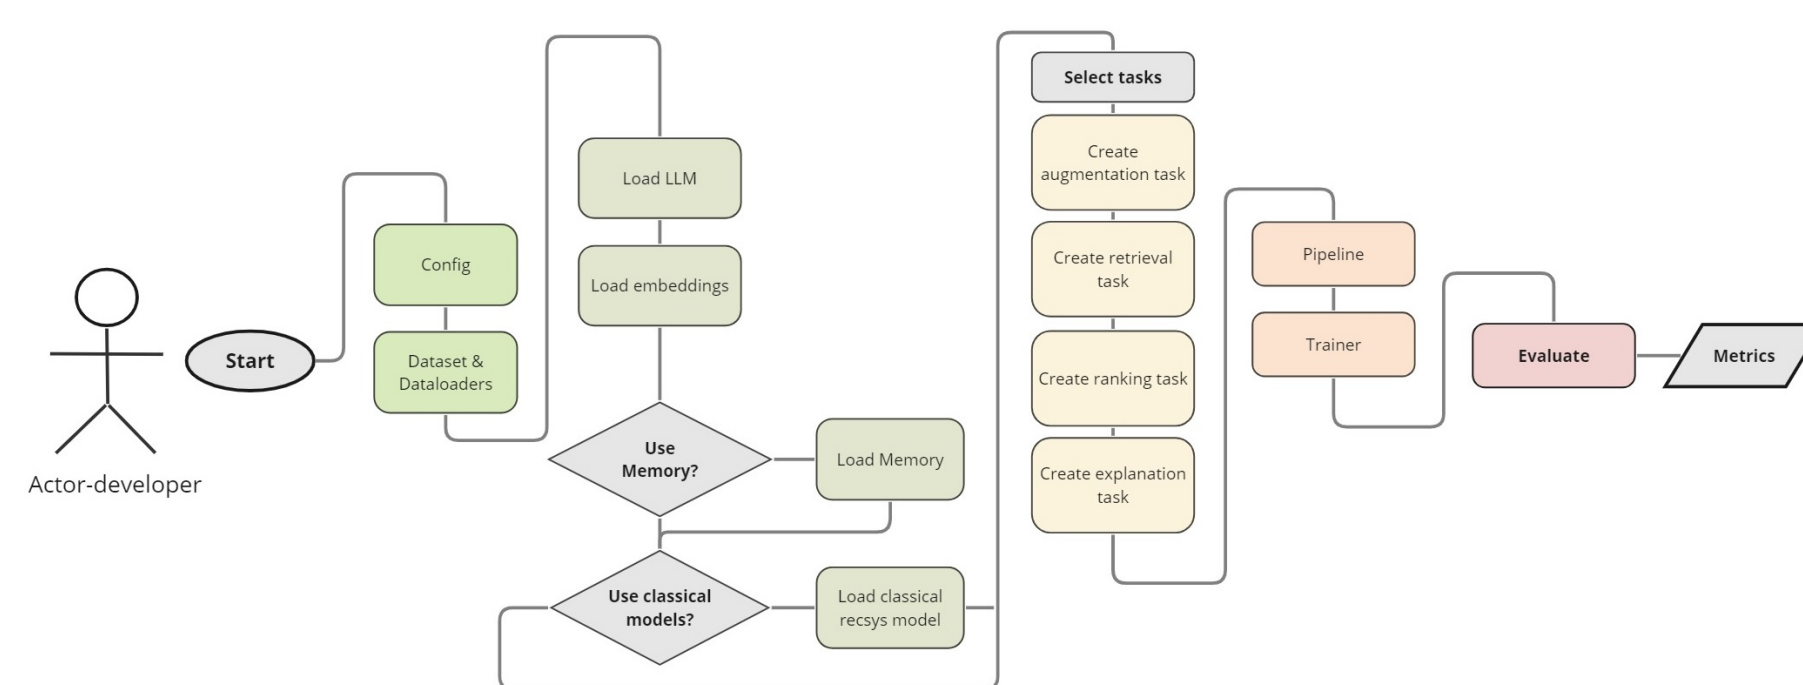 Actor-developer
Start
Config
Dataset &
Dataloaders
Load LLM
Load embeddings
Use
Memory?
Load Memory
Use classical
models?
Load classical
recsys model
Select tasks
Create
augmentation task
Create retrieval
task
Create ranking task
Create explanation
task
Pipeline
Trainer
Evaluate
Metrics